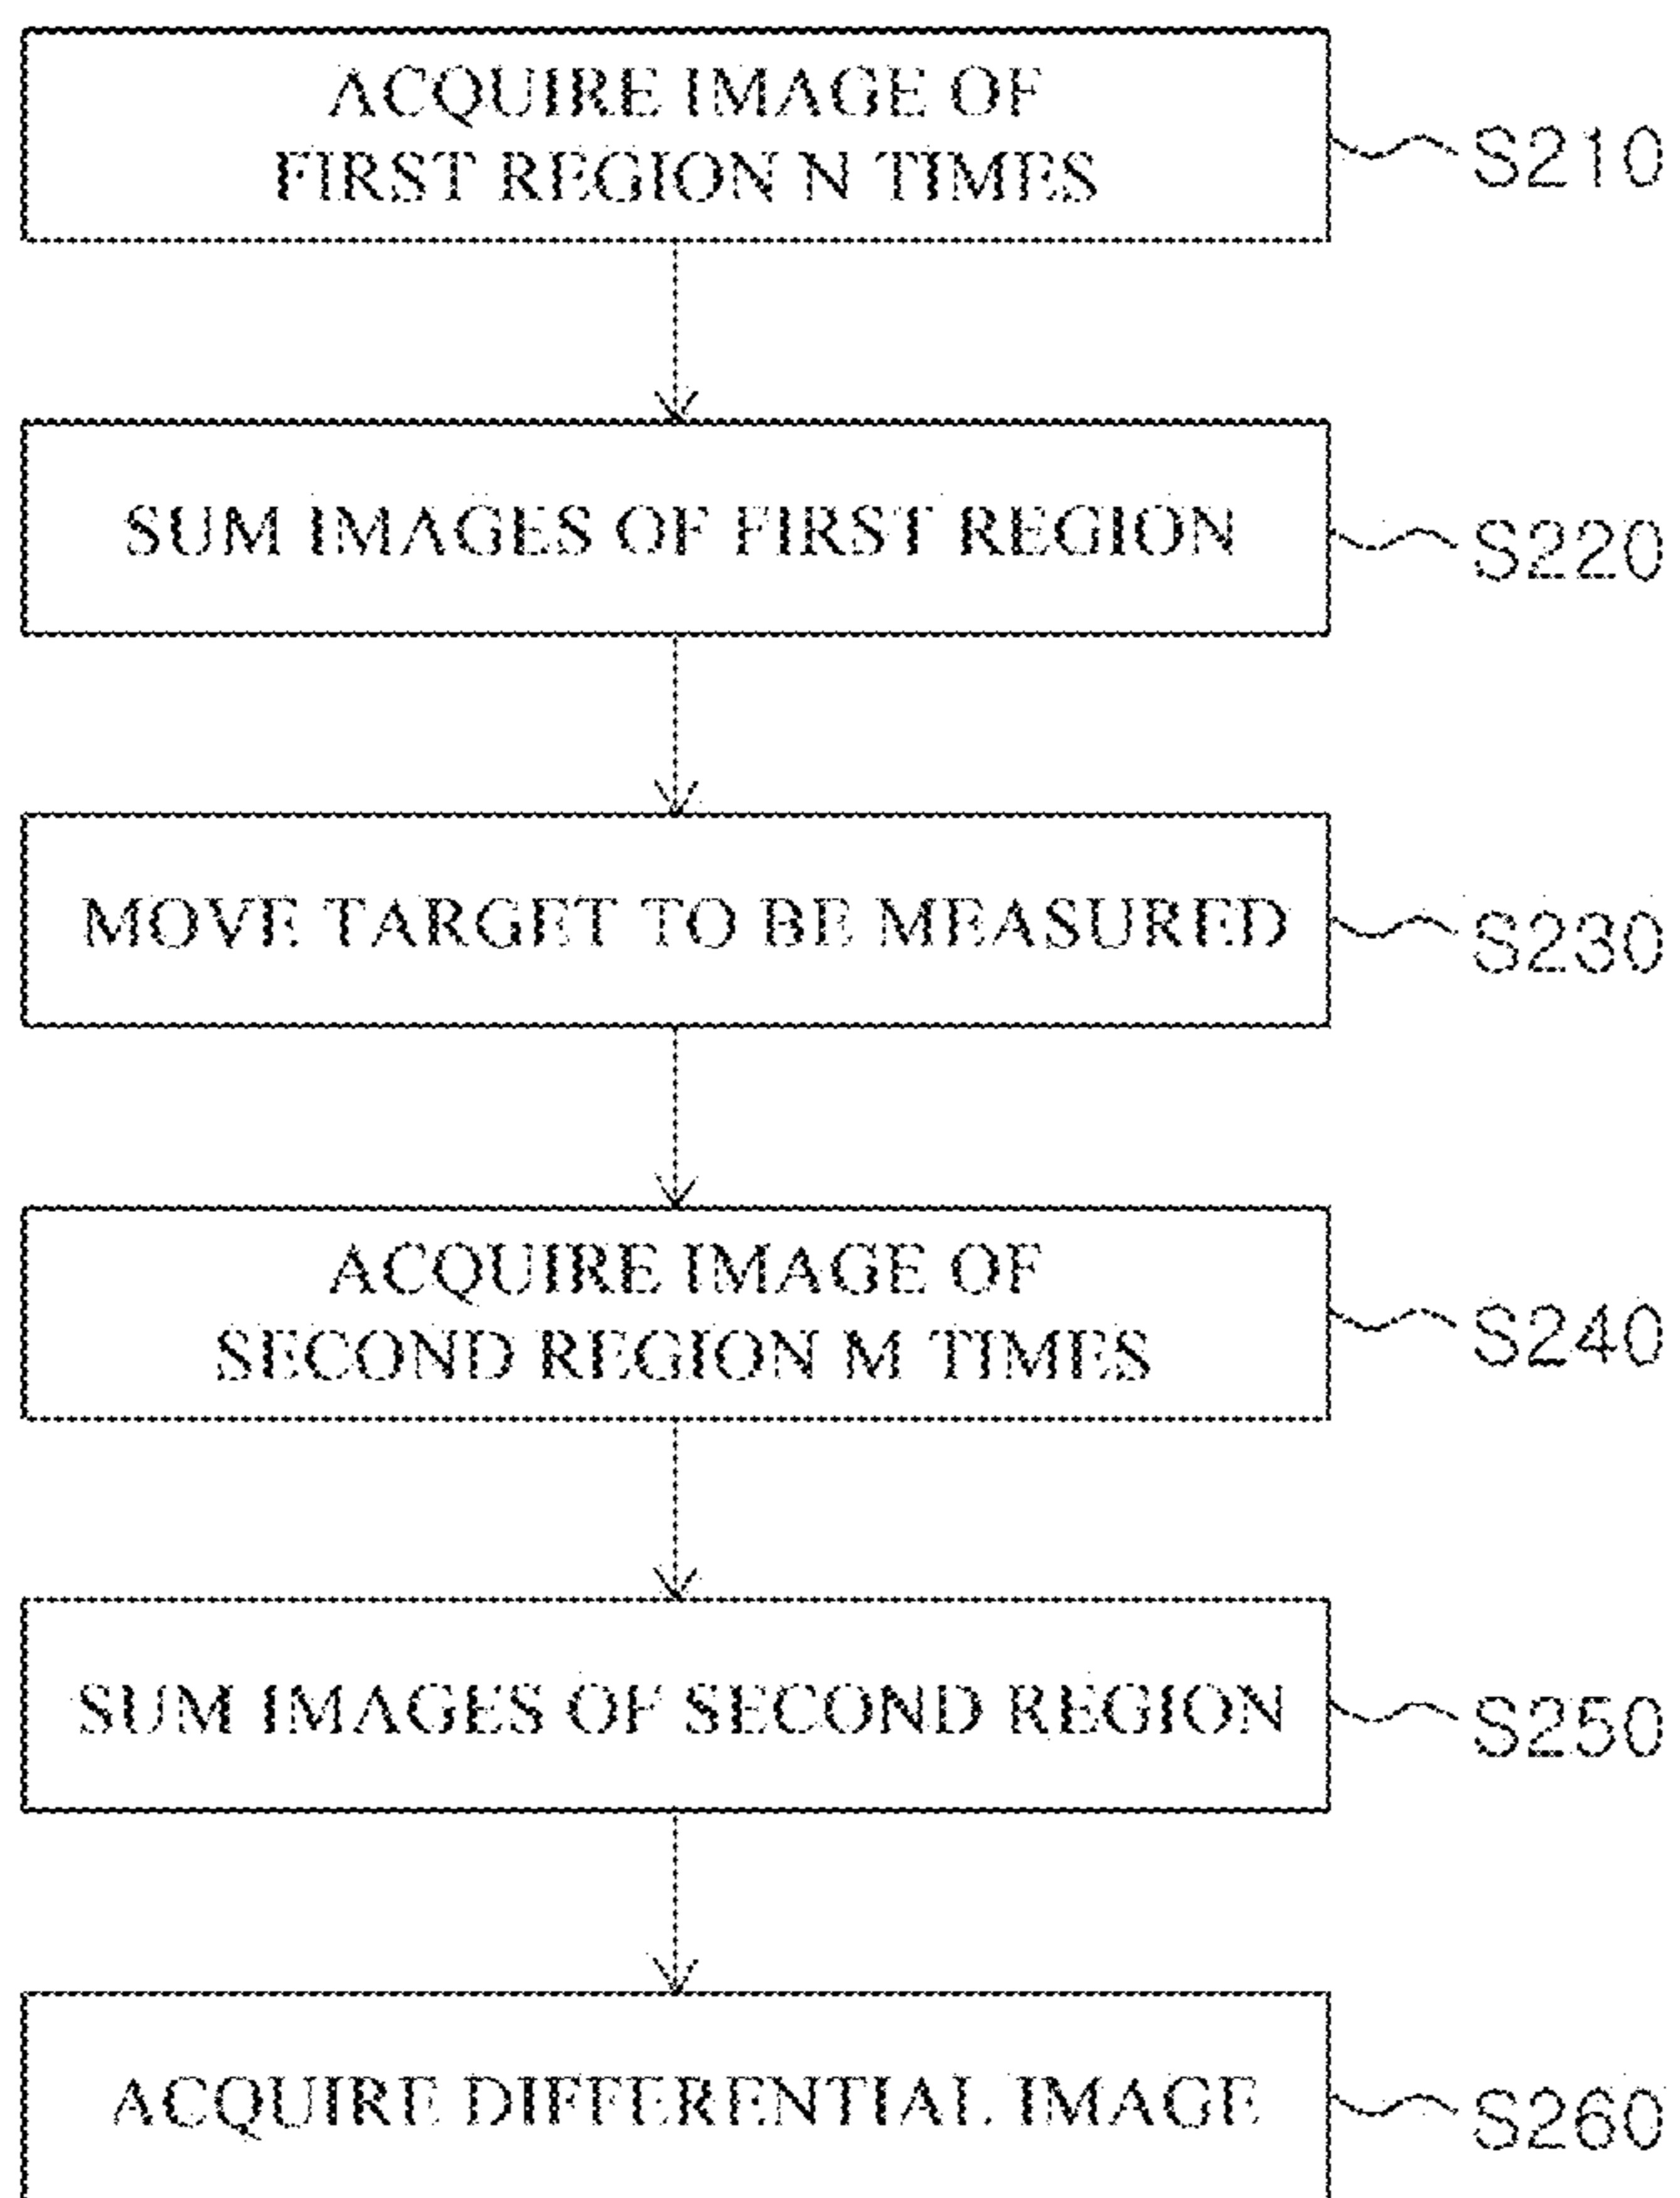 ACQUIRE IMAGE OF
FIRST REGION N TIMES
S210
SUM IMAGES OF FIRST REGION
S220
MOVE TARGET TO BE MEASURED
S230
ACQUIRE IMAGE OF
SECOND REGION M TIMES
S240
SUM IMAGES OF SECOND REGION
S250
ACQUIRE DIFFERENTIAL IMAGE
S260